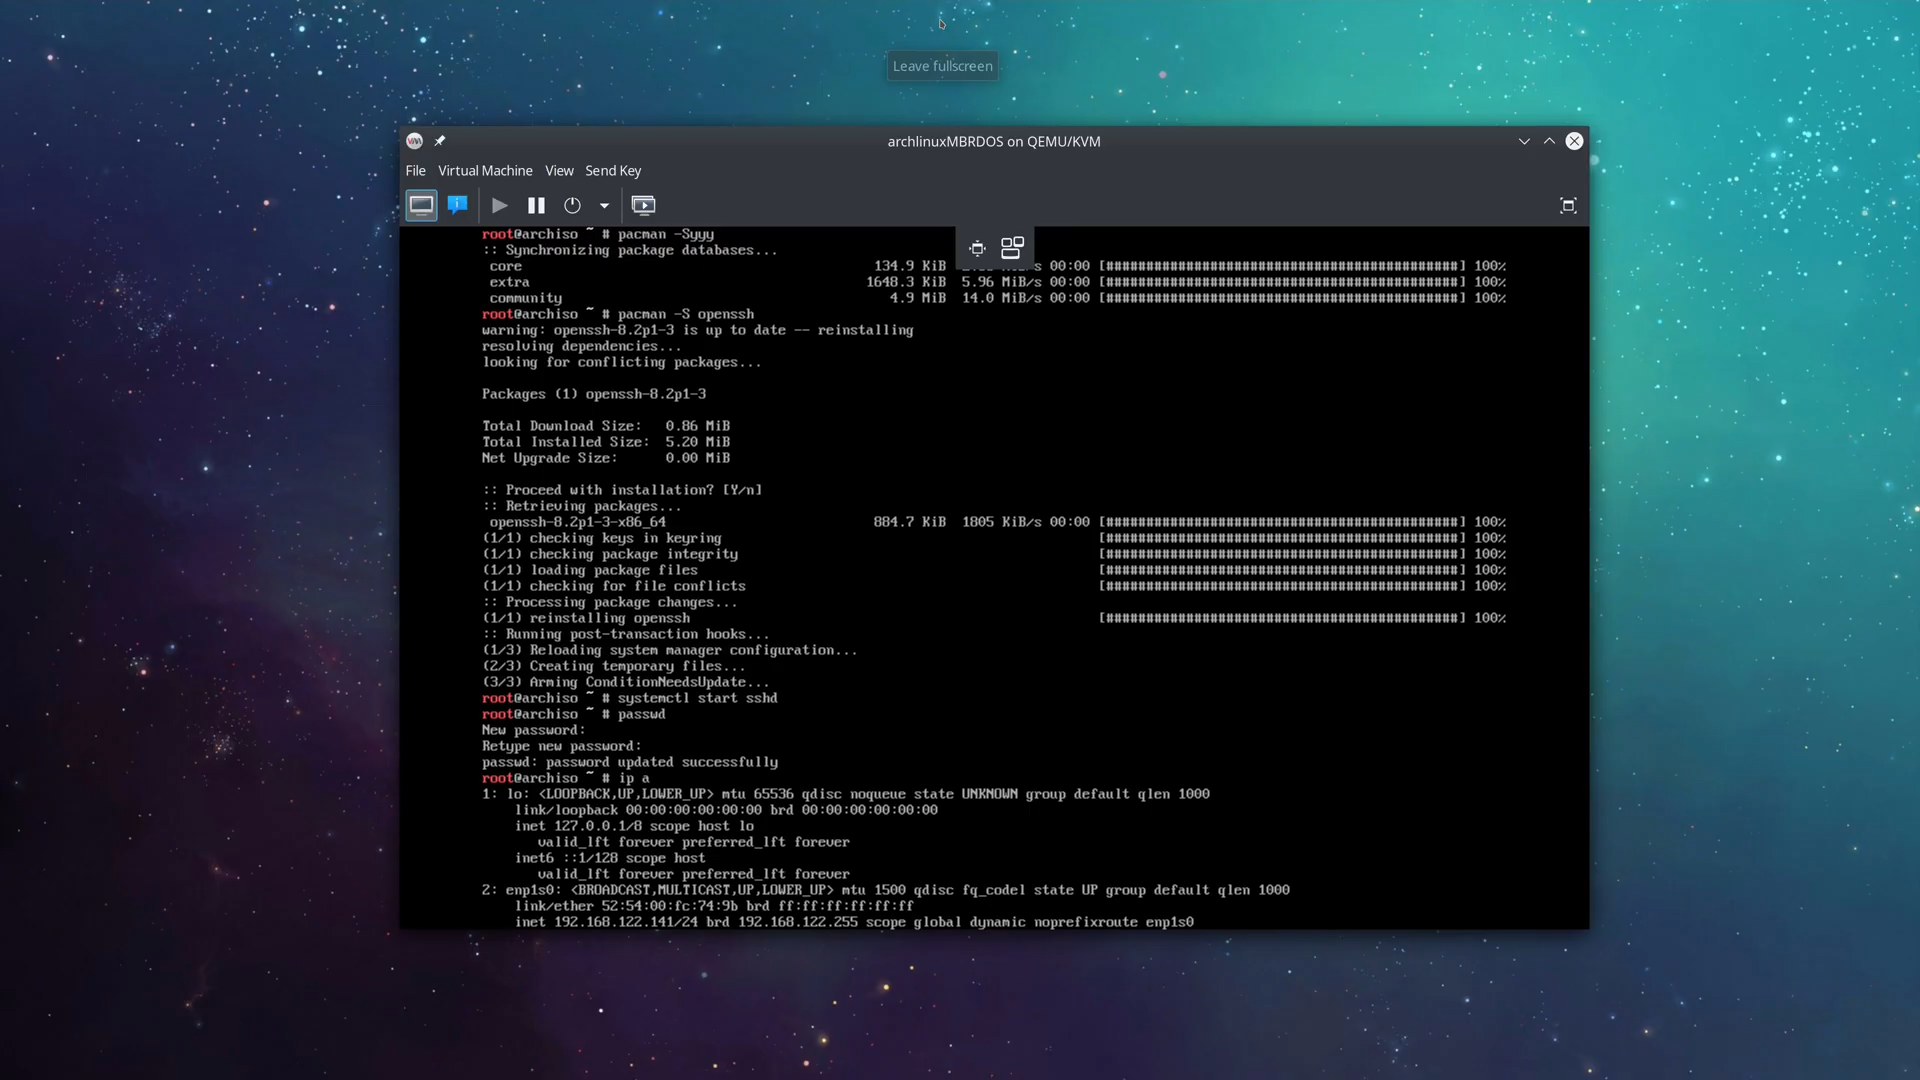 Leave fullscreen
archlinuxMBRDOS on QEMU/KVM
File Virtual Machine View Send Key
root@archiso ~ # pacman -Syyy
:: Synchronizing package databases...
core 134.9 KiB s 00:00 [############################################] 100%
extra 1648.3 KiB 5.96 MiB/s 00:00 [############################################] 100%
community 4.9 MiB 14.0 MiB/s 00:00 [############################################] 100%
root@archiso ~ # pacman -S openssh
warning: openssh-8.2p1-3 is up to date -- reinstalling
resolving dependencies...
looking for conflicting packages...
Packages (1) openssh-8.2p1-3
Total Download Size: 0.86 MiB
Total Installed Size: 5.20 MiB
Net Upgrade Size: 0.00 MiB
:: Proceed with installation? [Y/n]
:: Retrieving packages...
openssh-8.2p1-3-x86_64 884.7 KiB 1805 KiB/s 00:00 [############################################] 100%
(1/1) checking keys in keyring [############################################] 100%
(1/1) checking package integrity [############################################] 100%
(1/1) loading package files [############################################] 100%
(1/1) checking for file conflicts [############################################] 100%
:: Processing package changes...
(1/1) reinstalling openssh [############################################] 100%
:: Running post-transaction hooks...
(1/3) Reloading system manager configuration...
(2/3) Creating temporary files...
(3/3) Arming ConditionNeedsUpdate...
root@archiso ~ # systemctl start sshd
root@archiso ~ # passwd
New password:
Retype new password:
passwd: password updated successfully
root@archiso ~ # ip a
1: lo: <LOOPBACK,UP,LOWER_UP> mtu 65536 qdisc noqueue state UNKNOWN group default qlen 1000
link/loopback 00:00:00:00:00:00 brd 00:00:00:00:00:00
inet 127.0.0.1/8 scope host lo
valid_lft forever preferred_lft forever
inet6 ::1/128 scope host
valid_lft forever preferred_lft forever
2: enp1s0: <BROADCAST,MULTICAST,UP,LOWER_UP> mtu 1500 qdisc fq_codel state UP group default qlen 1000
link/ether 52:54:00:fc:74:9b brd ff:ff:ff:ff:ff:ff
inet 192.168.122.141/24 brd 192.168.122.255 scope global dynamic noprefixroute enp1s0